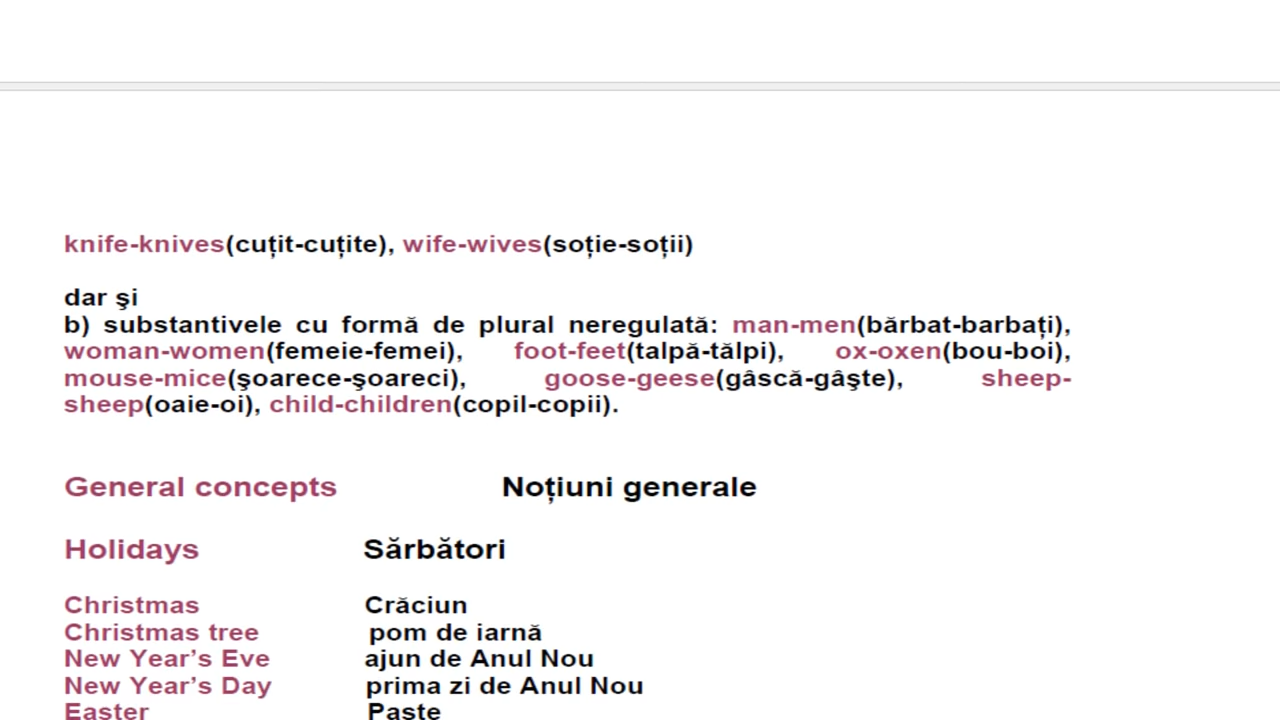 knife-knives(cuțit-cuțite), wife-wives(soție-soții)
dar şi
b) substantivele cu formă de plural neregulată: man-men(bărbat-barbați),
woman-women(femeie-femei), foot-feet(talpă-tălpi), ox-oxen(bou-boi),
mouse-mice(şoarece-şoareci), goose-geese(gâscă-gâşte), sheep-
sheep(oaie-oi), child-children(copil-copii).
General concepts Noțiuni generale
Holidays Sărbători
Christmas Crăciun
Christmas tree pom de iarnă
New Year’s Eve ajun de Anul Nou
New Year’s Day prima zi de Anul Nou
Easter Paște